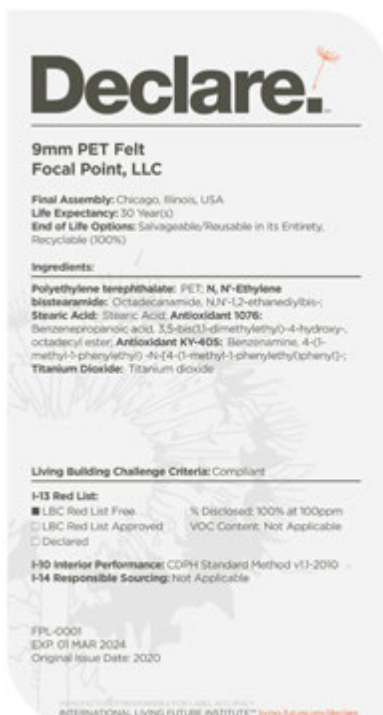 Declare.
9mm PET Felt
Focal Point, LLC
Final Assembly: Chicago, Illinois, USA
Life Expectancy: 30 Year(s)
End of Life Options: Salvageable/Reusable in its Entirety,
Recyclable (100%)
Ingredients:
Polyethylene terephthalate: PET; N, N'-Ethylene
bisstearamide: Octadecanamide, N,N'-1,2-ethanediylbis-;
Stearic Acid: Stearic Acid; Antioxidant 1076:
Benzenepropanoic acid, 3,5-bis(1,1-dimethylethyl)-4-hydroxy-,
octadecyl ester; Antioxidant KY-405: Benzenamine, 4-(1-
methyl-1-phenylethyl) -N-[4-(1-methyl-1-phenylethyl)phenyl]-;
Titanium Dioxide: Titanium dioxide
Living Building Challenge Criteria: Compliant
I-13 Red List:
LBC Red List Free % Disclosed: 100% at 100ppm
LBC Red List Approved VOC Content: Not Applicable
Declared
I-10 Interior Performance: CDPH Standard Method v1.1-2010
I-14 Responsible Sourcing: Not Applicable
FPL-0001
EXP. 01 MAR 2024
Original Issue Date: 2020
INTERNATIONAL LIVING FUTURE INSTITUTE™ living-future.org/declare